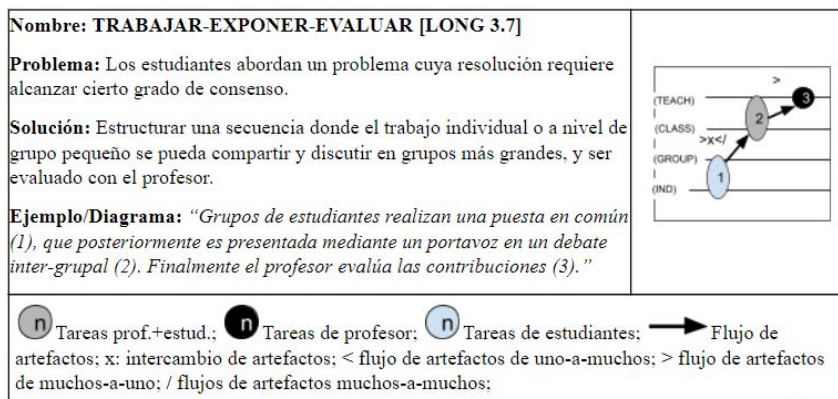 Nombre: TRABAJAR-EXPONER-EVALUAR [LONG 3.7]
Problema: Los estudiantes abordan un problema cuya resolución requiere
alcanzar cierto grado de consenso.
Solución: Estructurar una secuencia donde el trabajo individual o a nivel de
grupo pequeño se pueda compartir y discutir en grupos más grandes, y ser
evaluado con el profesor.
Ejemplo/Diagrama: “Grupos de estudiantes realizan una puesta en común
(1), que posteriormente es presentada mediante un portavoz en un debate
inter-grupal (2). Finalmente el profesor evalúa las contribuciones (3).”
>
(TEACH)
3
2
(CLASS)
>x</
(GROUP)
1
(IND)
n Tareas prof.+estud.; n Tareas de profesor; n Tareas de estudiantes; Flujo de
artefactos; x: intercambio de artefactos; < flujo de artefactos de uno-a-muchos; > flujo de artefactos
de muchos-a-uno; / flujos de artefactos muchos-a-muchos;